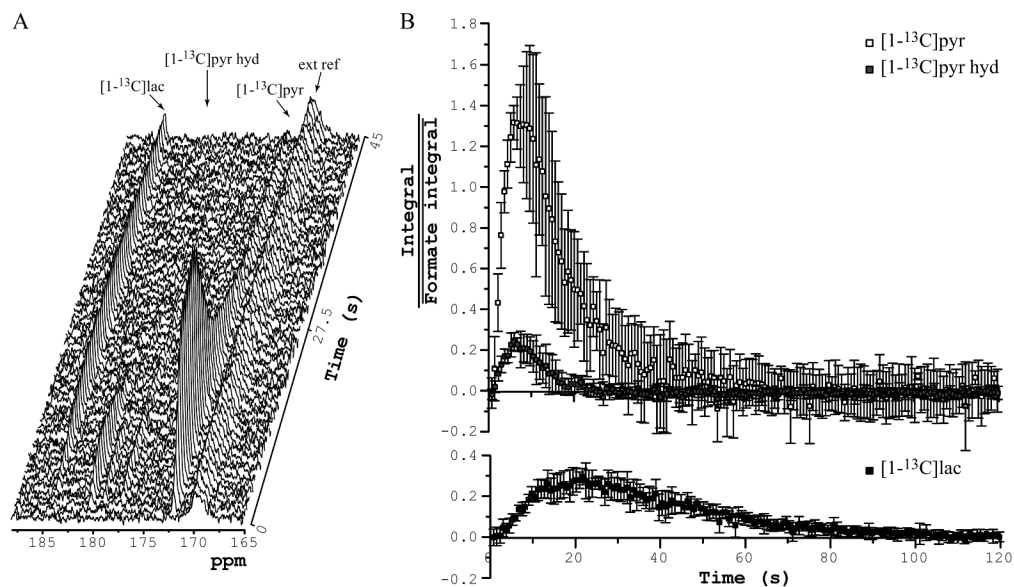 A
[1-¹³C]pyr hyd
ext ref
[1-¹³C]lac
[1-¹³C]pyr
45
27.5
0
Time (s)
185
180
175
170
165
ppm
B
[1-¹³C]pyr
[1-¹³C]pyr hyd
1.8
1.6
1.4
1.2
1.0
0.8
0.6
0.4
0.2
0.0
-0.2
Integral
Formate integral
[1-¹³C]lac
0.4
0.2
0.0
-0.2
0
20
40
60
80
100
120
Time (s)